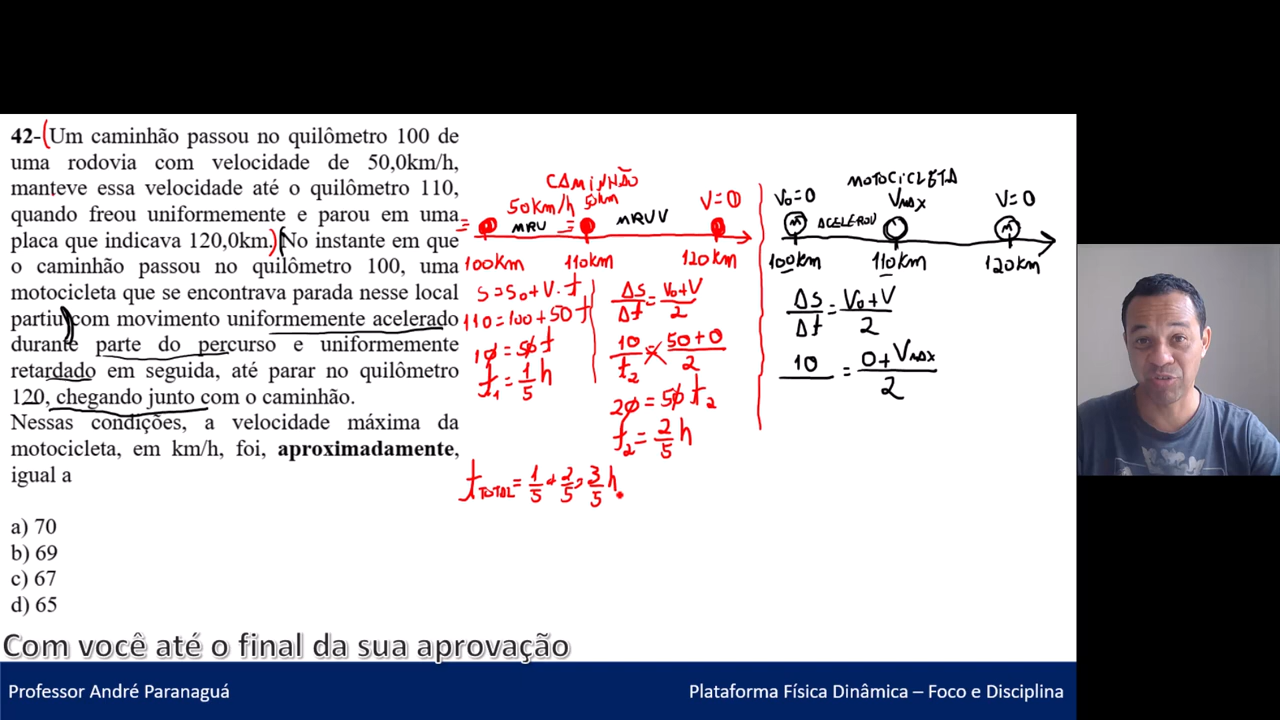 42-(Um caminhão passou no quilômetro 100 de
uma rodovia com velocidade de 50,0km/h,
manteve essa velocidade até o quilômetro 110,
quando freou uniformemente e parou em uma
placa que indicava 120,0km.) (No instante em que
o caminhão passou no quilômetro 100, uma
motocicleta que se encontrava parada nesse local
partiu) com movimento uniformemente acelerado
durante parte do percurso e uniformemente
retardado em seguida, até parar no quilômetro
120, chegando junto com o caminhão.
Nessas condições, a velocidade máxima da
motocicleta, em km/h, foi, aproximadamente,
igual a
a) 70
b) 69
c) 67
d) 65
CAMINHÃO
50km/h 50km V=0
MRU MRUV
100km 110km 120km
S=S0+V.t
110=100+50t
10=50t
t1=1/5 h
ΔS/Δt=V0+V/2
10/t2 50+0/2
20=50t2
t2=2/5 h
tTOTAL=1/5+2/5=3/5 h
MOTOCICLETA
V0=0 VMAX V=0
M ACELEROU M
100km 110km 120km
ΔS/Δt=V0+V/2
10 = 0+VMAX/2
Com você até o final da sua aprovação
Professor André Paranaguá Plataforma Física Dinâmica – Foco e Disciplina